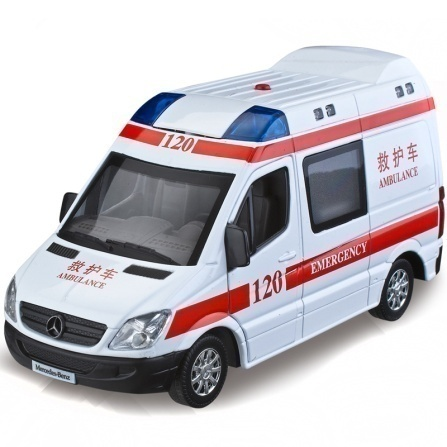 120
救护车
AMBULANCE
救护车
AMBULANCE
120
EMERGENCY
Mercedes-Benz